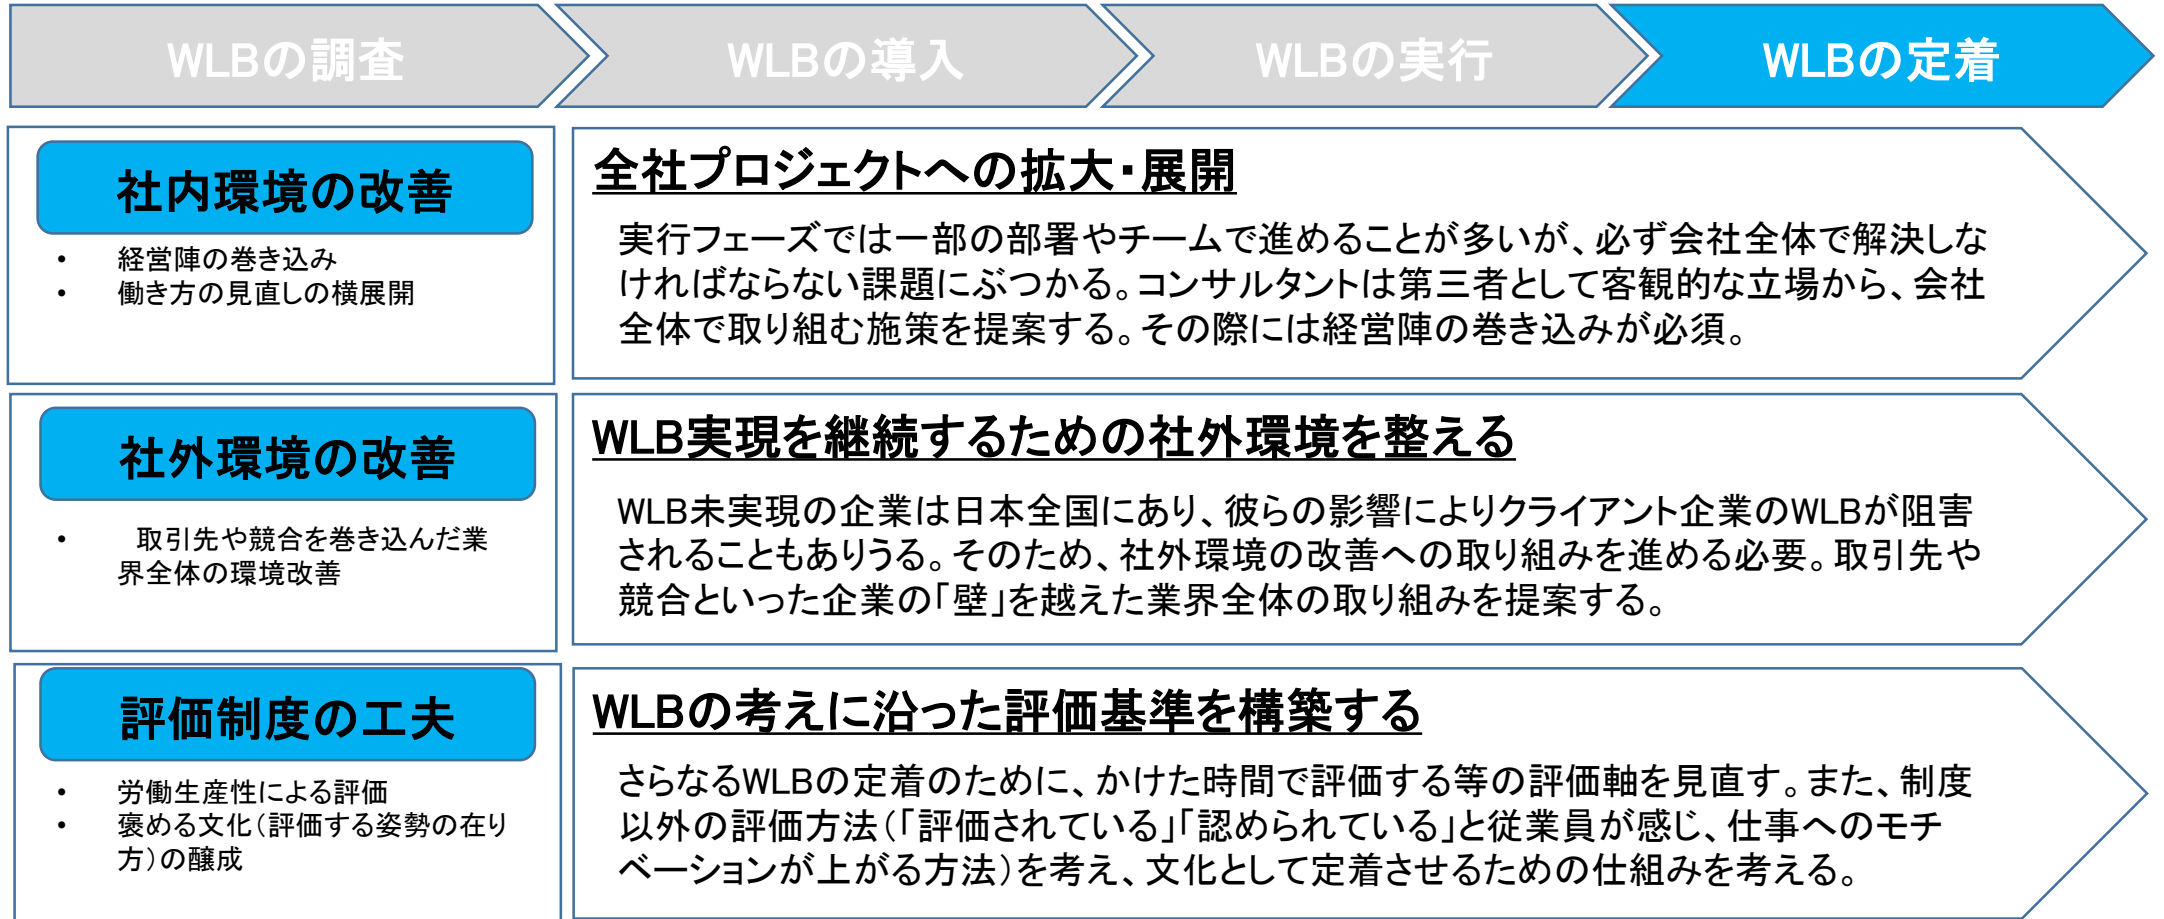 WLBの調査
WLBの導入
WLBの実行
WLBの定着
社内環境の改善
• 経営陣の巻き込み
• 働き方の見直しの横展開
全社プロジェクトへの拡大・展開
実行フェーズでは一部の部署やチームで進めることが多いが、必ず会社全体で解決しな
ければならない課題にぶつかる。コンサルタントは第三者として客観的な立場から、会社
全体で取り組む施策を提案する。その際には経営陣の巻き込みが必須。
社外環境の改善
• 取引先や競合を巻き込んだ業
界全体の環境改善
WLB実現を継続するための社外環境を整える
WLB未実現の企業は日本全国にあり、彼らの影響によりクライアント企業のWLBが阻害
されることもありうる。そのため、社外環境の改善への取り組みを進める必要。取引先や
競合といった企業の「壁」を越えた業界全体の取り組みを提案する。
評価制度の工夫
• 労働生産性による評価
• 褒める文化（評価する姿勢の在り
方）の醸成
WLBの考えに沿った評価基準を構築する
さらなるWLBの定着のために、かけた時間で評価する等の評価軸を見直す。また、制度
以外の評価方法（「評価されている」「認められている」と従業員が感じ、仕事へのモチ
ベーションが上がる方法）を考え、文化として定着させるための仕組みを考える。